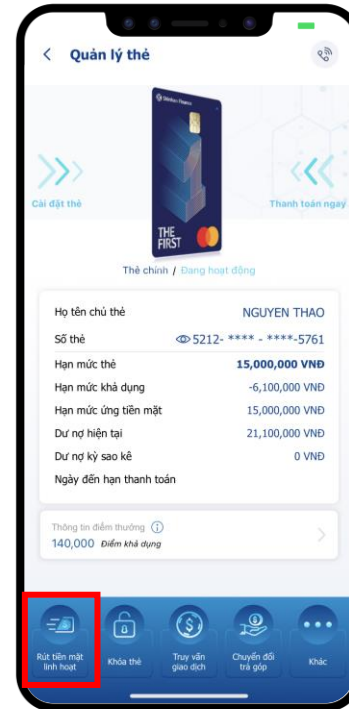 Quản lý thẻ
Shinhan Finance
Cài đặt thẻ
Thanh toán ngay
THE
FIRST
Thẻ chính / Đang hoạt động
Họ tên chủ thẻ NGUYEN THAO
Số thẻ 5212- **** - ****-5761
Hạn mức thẻ 15,000,000 VNĐ
Hạn mức khả dụng -6,100,000 VNĐ
Hạn mức ứng tiền mặt 15,000,000 VNĐ
Dư nợ hiện tại 21,100,000 VNĐ
Dư nợ kỳ sao kê 0 VNĐ
Ngày đến hạn thanh toán
Thông tin điểm thưởng
140,000 Điểm khả dụng
Rút tiền mặt
linh hoạt
Khóa thẻ
Truy vấn
giao dịch
Chuyển đổi
trả góp
Khác